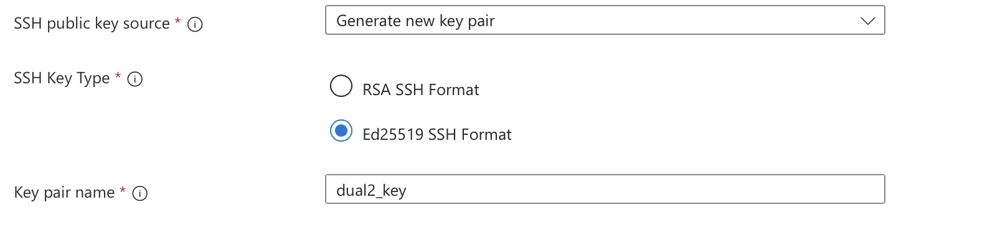 SSH public key source *
Generate new key pair
SSH Key Type *
RSA SSH Format
Ed25519 SSH Format
Key pair name *
dual2_key